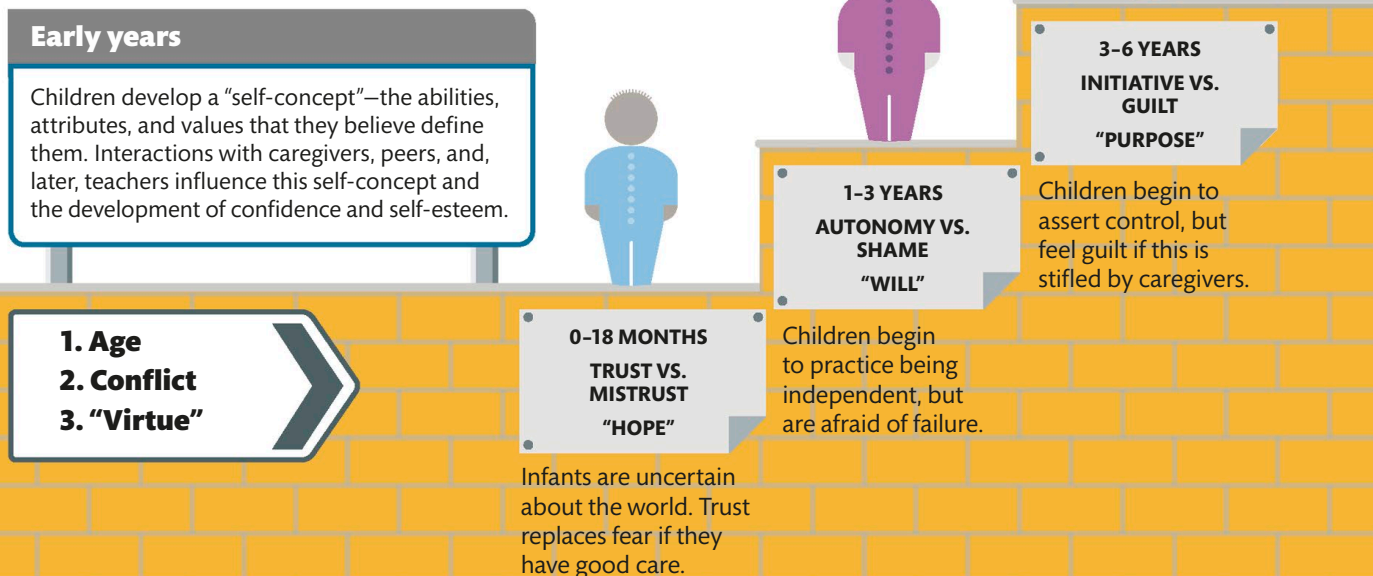 Early years
Children develop a “self-concept”—the abilities,
attributes, and values that they believe define
them. Interactions with caregivers, peers, and,
later, teachers influence this self-concept and
the development of confidence and self-esteem.
1. Age
2. Conflict
3. “Virtue”
0–18 MONTHS
TRUST VS.
MISTRUST
“HOPE”
Infants are uncertain
about the world. Trust
replaces fear if they
have good care.
1–3 YEARS
AUTONOMY VS.
SHAME
“WILL”
Children begin
to practice being
independent, but
are afraid of failure.
3–6 YEARS
INITIATIVE VS.
GUILT
“PURPOSE”
Children begin to
assert control, but
feel guilt if this is
stifled by caregivers.